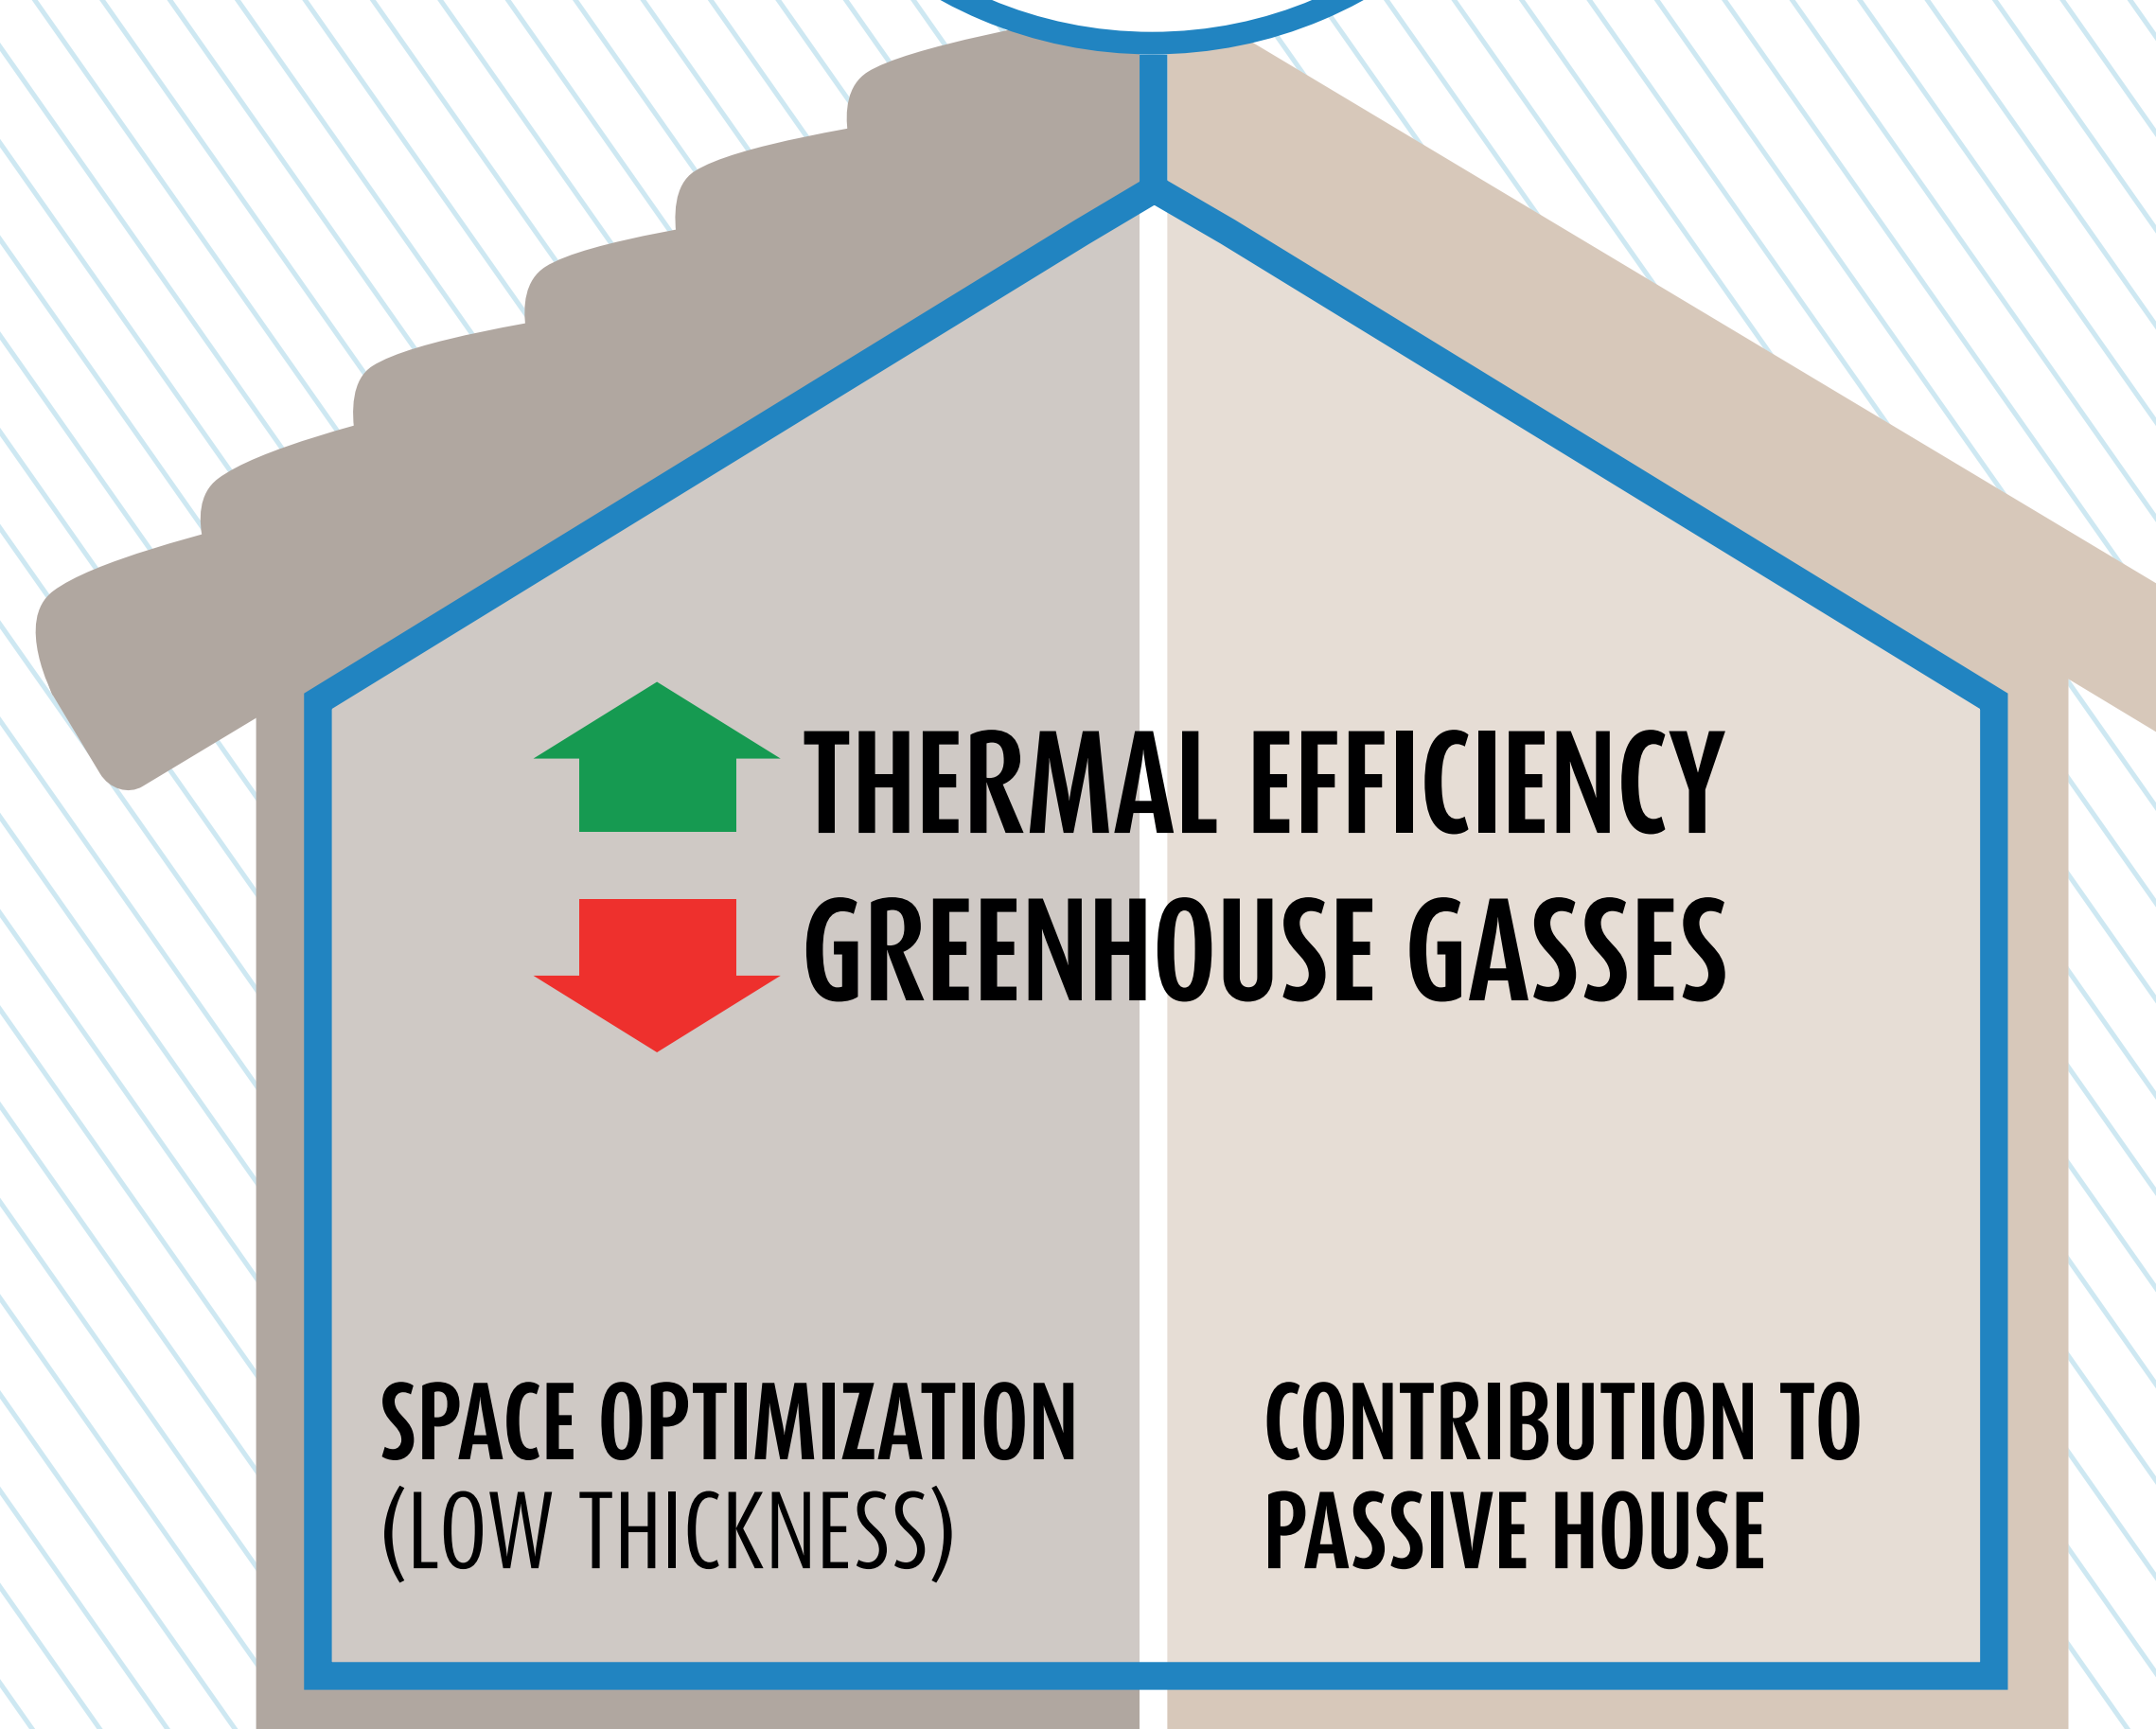 THERMAL EFFICIENCY
GREENHOUSE GASSES
SPACE OPTIMIZATION
(LOW THICKNESS)
CONTRIBUTION TO
PASSIVE HOUSE